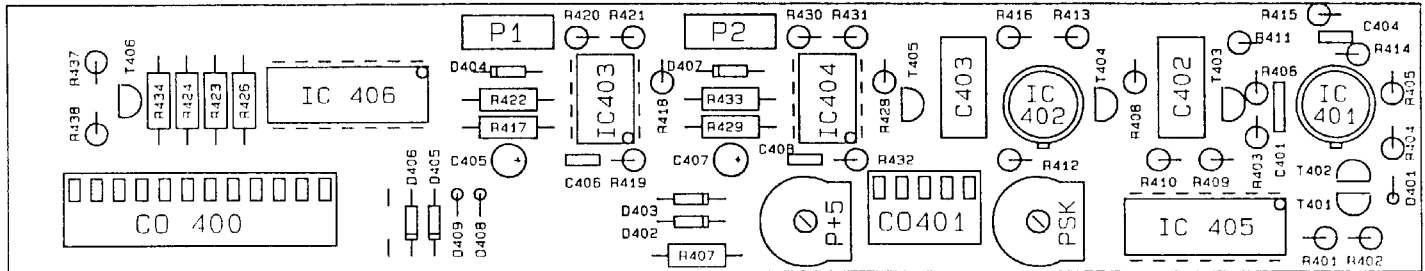 R420 R421 R430 R431 R416 R413 R415 C404
P1 P2
R437 T406 D404 IC403 R418 D407 IC404 T405 C403 T404 C402 T403 R411 R414
R434 R424 R423 R426 IC 406 R422 R433 R428 IC 402 R408 R406 IC 401 R405
R438 R417 R429
C405 C406 R419 C407 C408 R432 R412 R410 R409 R403 C401 T402 R404
D406 D405 T401 D401
CO 400 D409 D408 D403 P+5 CO401 PSK IC 405
D402
R407 R401 R402